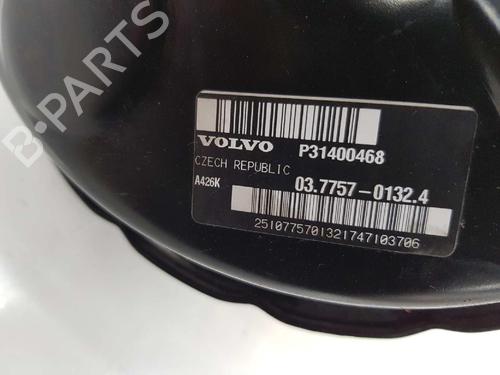 B-PARTS
VOLVO P31400468
CZECH REPUBLIC
A426K 03.7757-0132.4
2510775701321747103706